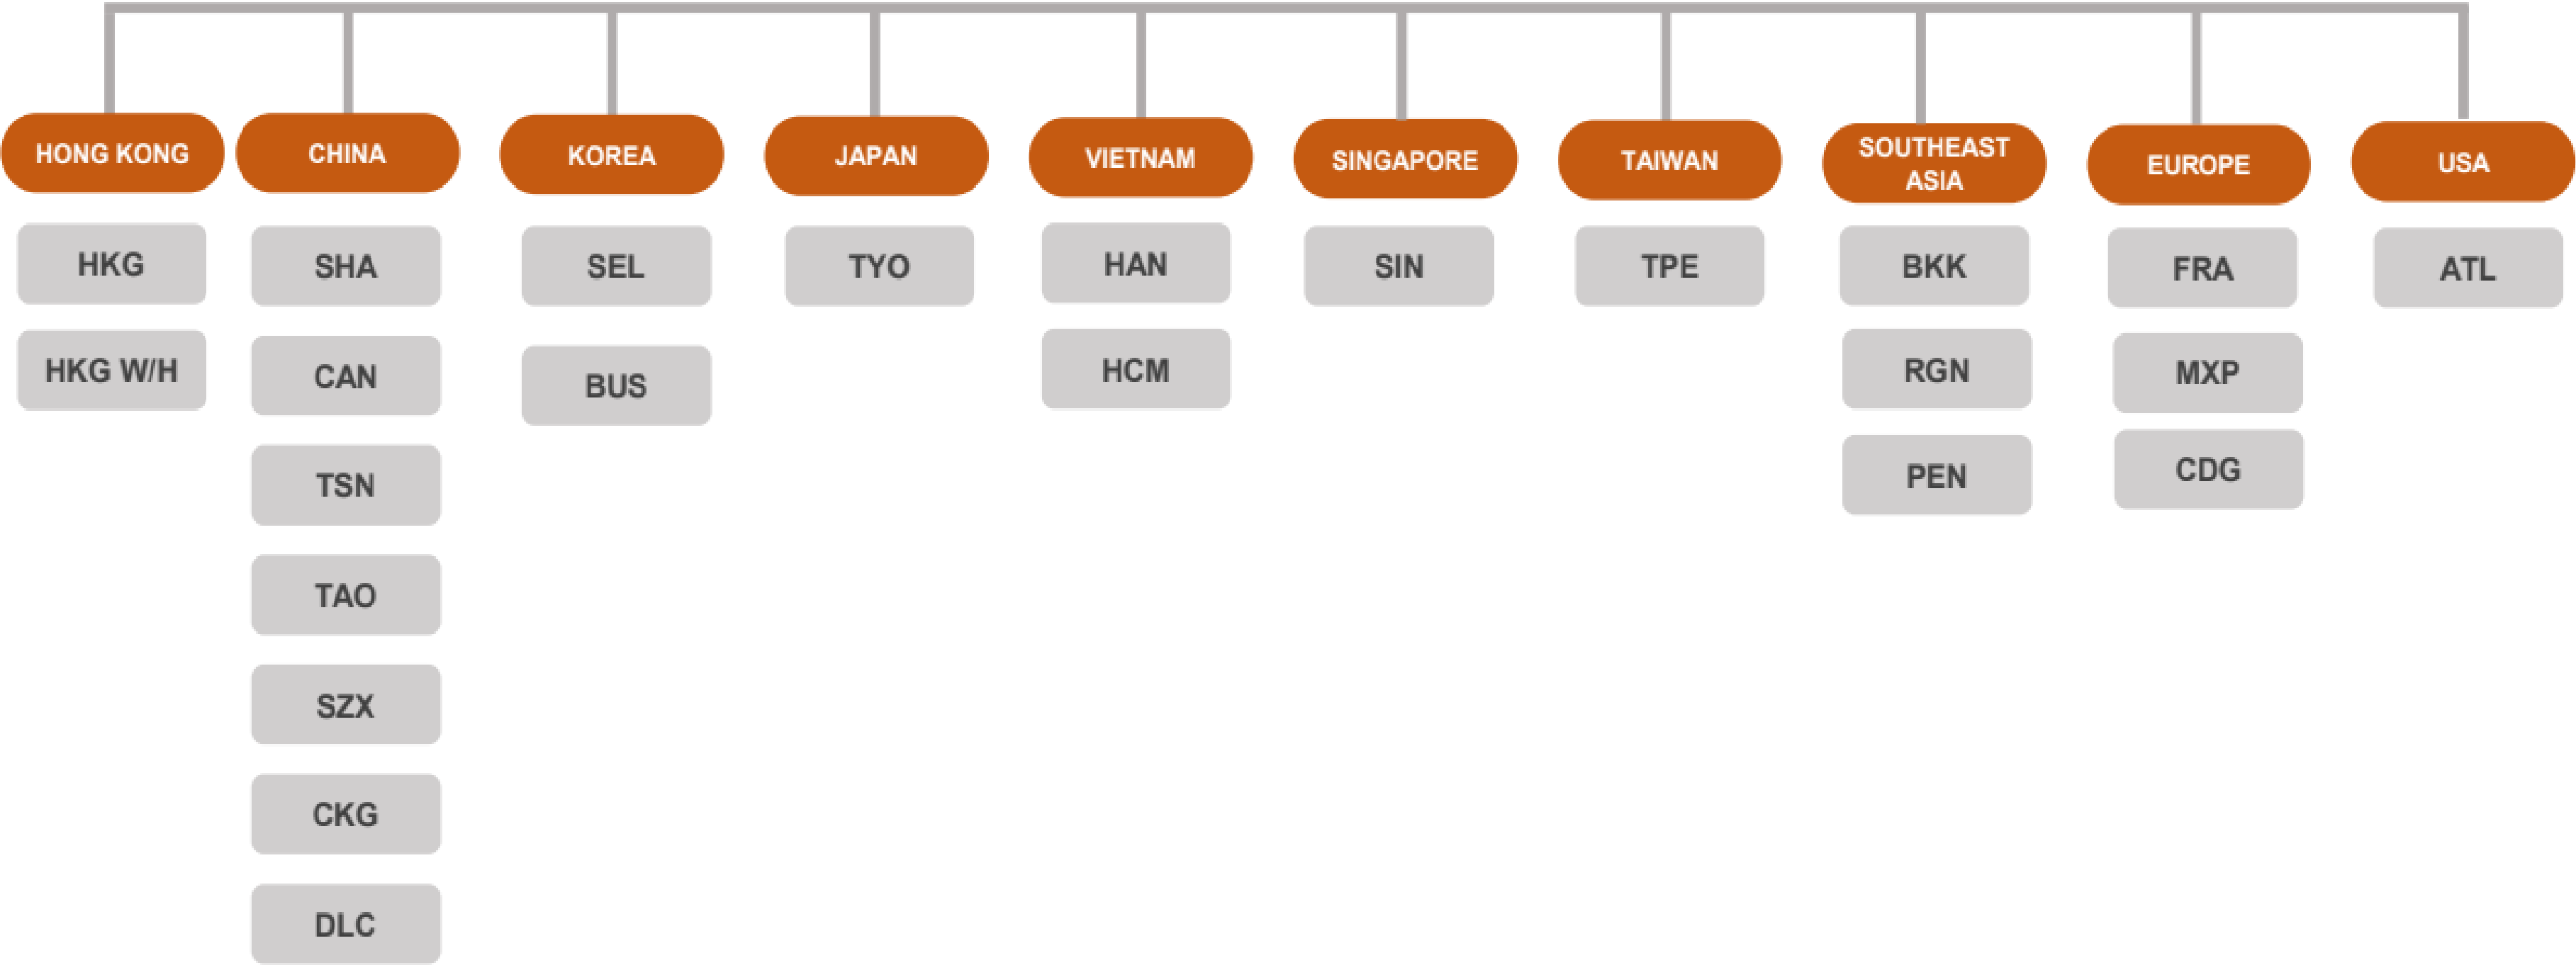 HONG KONG
CHINA
KOREA
JAPAN
VIETNAM
SINGAPORE
TAIWAN
SOUTHEAST
ASIA
EUROPE
USA
HKG
HKG W/H
SHA
CAN
TSN
TAO
SZX
CKG
DLC
SEL
BUS
TYO
HAN
HCM
SIN
TPE
BKK
RGN
PEN
FRA
MXP
CDG
ATL